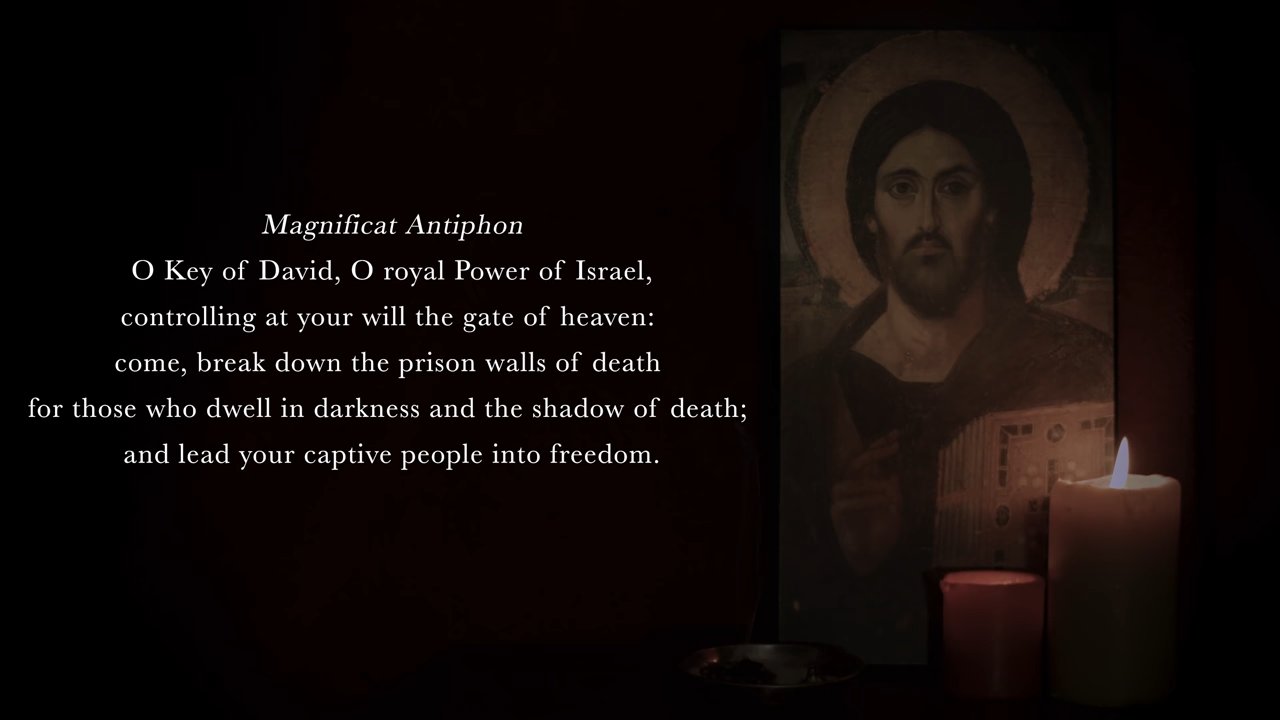 Magnificat Antiphon
O Key of David, O royal Power of Israel,
controlling at your will the gate of heaven:
come, break down the prison walls of death
for those who dwell in darkness and the shadow of death;
and lead your captive people into freedom.